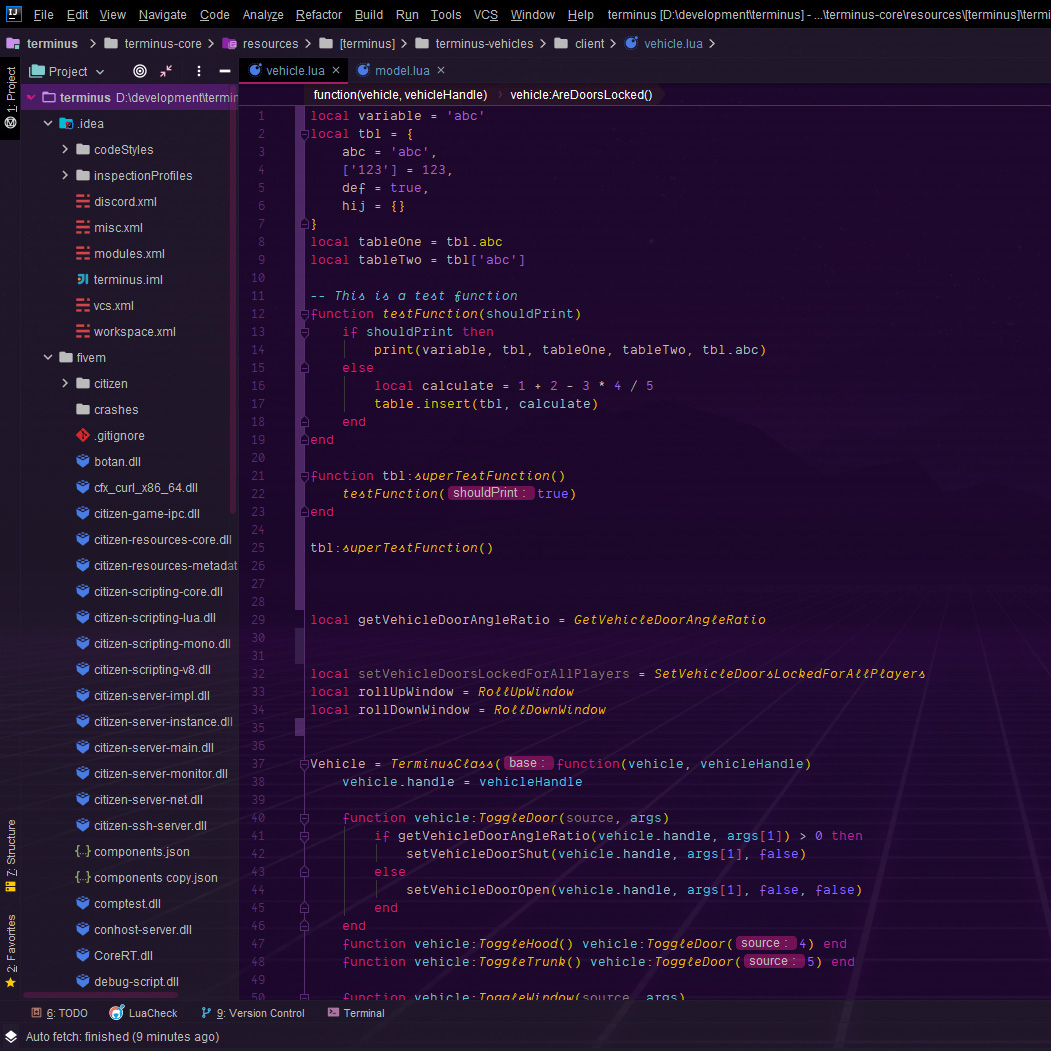 File Edit View Navigate Code Analyze Refactor Build Run Tools VCS Window Help terminus [D:\development\terminus] - ...\terminus-core\resources\[terminus]\termi
terminus terminus-core resources [terminus] terminus-vehicles client vehicle.lua
1: Project
Project
vehicle.lua model.lua
function(vehicle, vehicleHandle) vehicle:AreDoorsLocked()
terminus D:\development\termin
.idea
codeStyles
inspectionProfiles
discord.xml
misc.xml
modules.xml
terminus.iml
vcs.xml
workspace.xml
fivem
citizen
crashes
.gitignore
botan.dll
cfx_curl_x86_64.dll
citizen-game-ipc.dll
citizen-resources-core.dll
citizen-resources-metadat
citizen-scripting-core.dll
citizen-scripting-lua.dll
citizen-scripting-mono.dll
citizen-scripting-v8.dll
citizen-server-impl.dll
citizen-server-instance.dll
citizen-server-main.dll
citizen-server-monitor.dll
citizen-server-net.dll
citizen-ssh-server.dll
components.json
components copy.json
comptest.dll
conhost-server.dll
CoreRT.dll
debug-script.dll
7: Structure
2: Favorites
1 local variable = 'abc'
2 local tbl = {
3 abc = 'abc',
4 ['123'] = 123,
5 def = true,
6 hij = {}
7 }
8 local tableOne = tbl.abc
9 local tableTwo = tbl['abc']
10
11 -- This is a test function
12 function testFunction(shouldPrint)
13 if shouldPrint then
14 print(variable, tbl, tableOne, tableTwo, tbl.abc)
15 else
16 local calculate = 1 + 2 - 3 * 4 / 5
17 table.insert(tbl, calculate)
18 end
19 end
20
21 function tbl:superTestFunction()
22 testFunction( shouldPrint: true)
23 end
24
25 tbl:superTestFunction()
26
27
28
29 local getVehicleDoorAngleRatio = GetVehicleDoorAngleRatio
30
31
32 local setVehicleDoorsLockedForAllPlayers = SetVehicleDoorsLockedForAllPlayers
33 local rollUpWindow = RollUpWindow
34 local rollDownWindow = RollDownWindow
35
36
37 Vehicle = TerminusClass( base: function(vehicle, vehicleHandle)
38 vehicle.handle = vehicleHandle
39
40 function vehicle:ToggleDoor(source, args)
41 if getVehicleDoorAngleRatio(vehicle.handle, args[1]) > 0 then
42 setVehicleDoorShut(vehicle.handle, args[1], false)
43 else
44 setVehicleDoorOpen(vehicle.handle, args[1], false, false)
45 end
46 end
47 function vehicle:ToggleHood() vehicle:ToggleDoor( source: 4) end
48 function vehicle:ToggleTrunk() vehicle:ToggleDoor( source: 5) end
49
50 function vehicle:ToggleWindow(source, args)
6: TODO LuaCheck 9: Version Control Terminal
Auto fetch: finished (9 minutes ago)